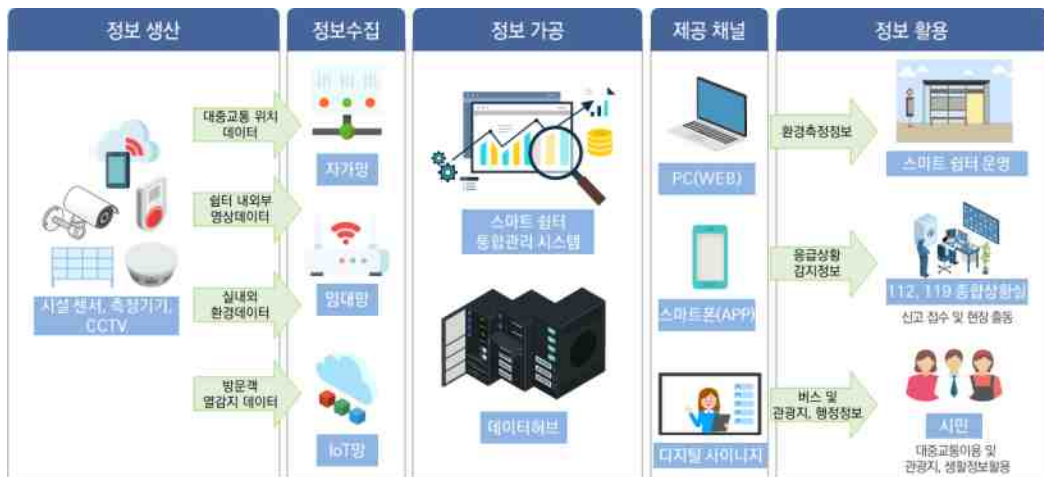 정보 생산
정보수집
정보 가공
제공 채널
정보 활용
시설 센서, 측정기기,
CCTV
대중교통 위치
데이터
쉼터 내외부
영상데이터
실내외
환경데이터
방문객
열감지 데이터
자가망
임대망
IoT망
스마트 쉼터
통합관리 시스템
데이터허브
PC(WEB)
스마트폰(APP)
디지털 사이니지
환경측정정보
응급상황
감지정보
버스 및
관광지, 행정정보
스마트 쉼터 운영
112, 119 종합상황실
신고 접수 및 현장 출동
시민
대중교통이용 및
관광지, 생활정보활용